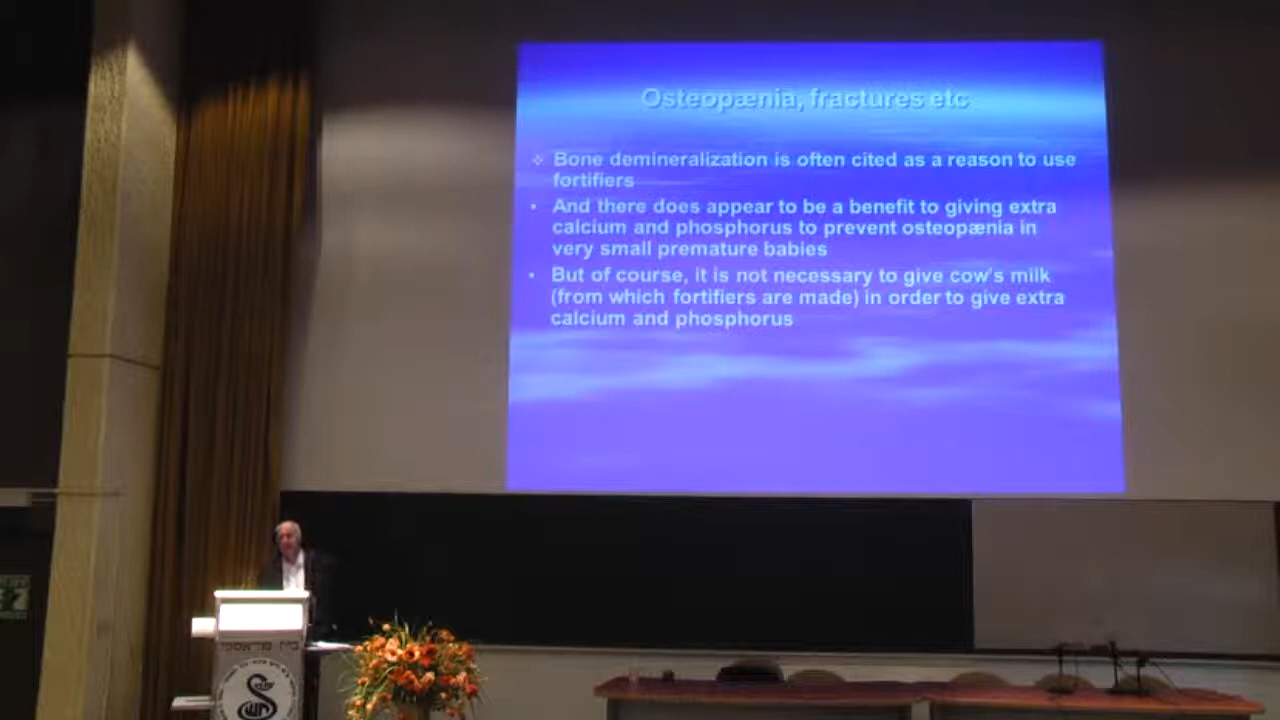 Osteopænia, fractures etc
Bone demineralization is often cited as a reason to use
fortifiers
And there does appear to be a benefit to giving extra
calcium and phosphorus to prevent osteopænia in
very small premature babies
But of course, it is not necessary to give cow's milk
(from which fortifiers are made) in order to give extra
calcium and phosphorus